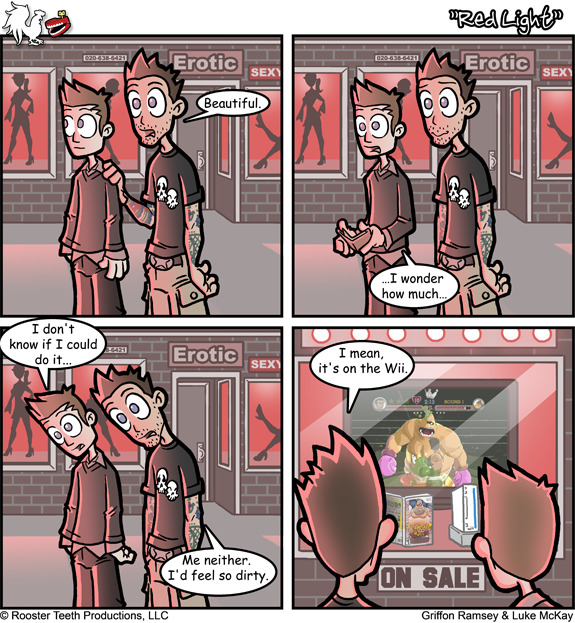 "Red Light"
020-638-6421
Erotic
SEXY
Beautiful.
020-638-6421
Erotic
SEXY
...I wonder
how much...
I don't
know if I could
do it...
8-6421
Erotic
SEXY
Me neither.
I'd feel so dirty.
I mean,
it's on the Wii.
ROUND 1
ON SALE
© Rooster Teeth Productions, LLC
Griffon Ramsey & Luke McKay